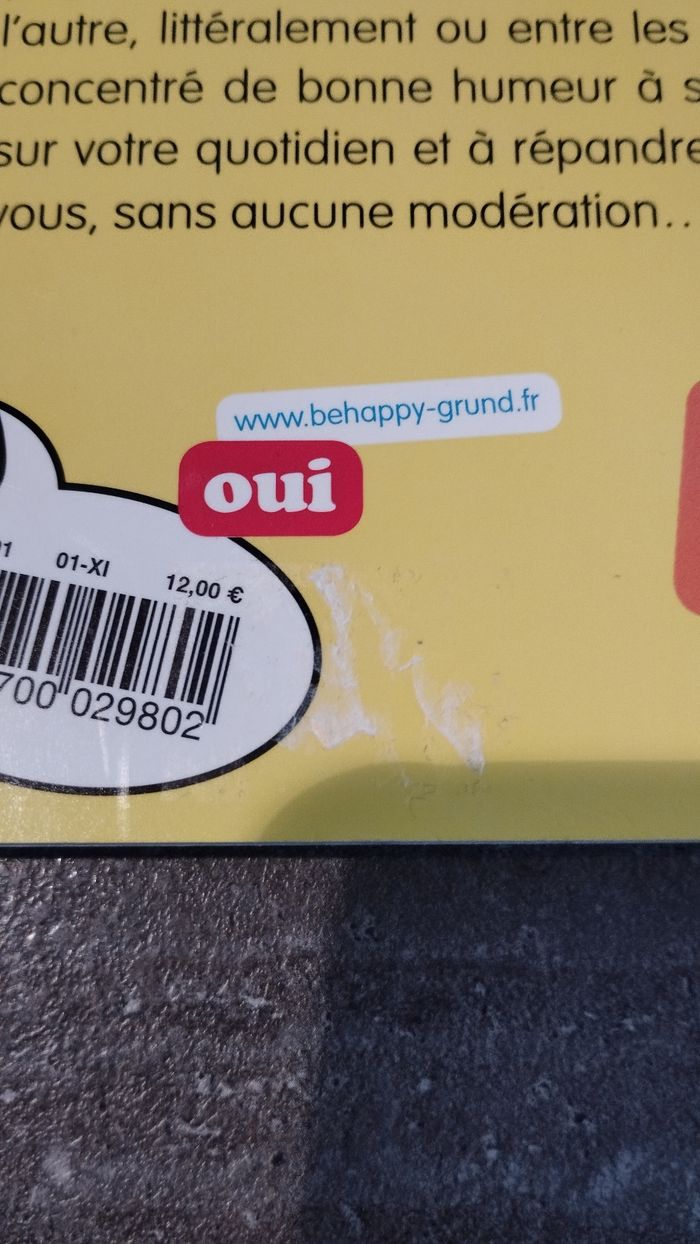 l'autre, littéralement ou entre les
concentré de bonne humeur à
sur votre quotidien et à répandre
vous, sans aucune modération..
www.behappy-grund.fr
oui
01-XI 12,00 €
700 029802